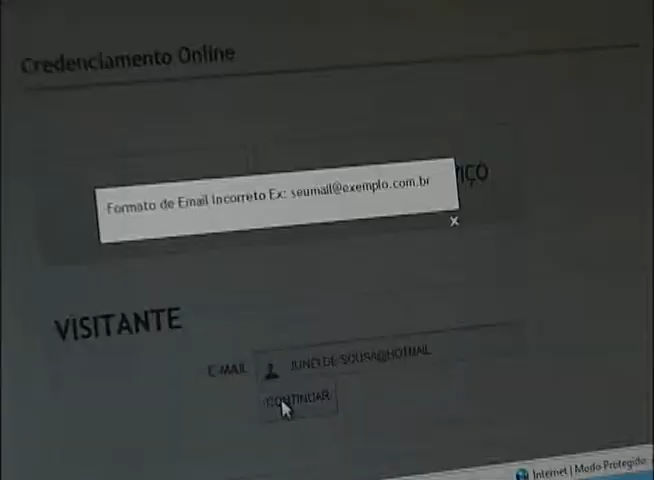 Credenciamento Online
IÇO
Formato de Email Incorreto Ex: seumail@exemplo.com.br
x
VISITANTE
E-MAIL
DE-SOUSA@HOTMAIL
CONTINUAR
Internet | Modo Protegido